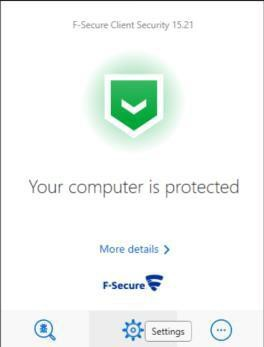 F-Secure Client Security 15.21
Your computer is protected
More details
F-Secure
Settings